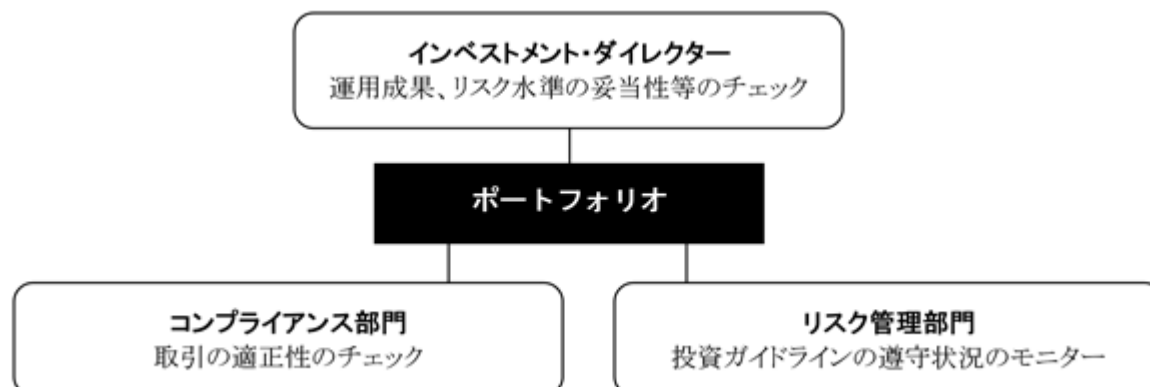 インベストメント・ダイレクター
運用成果、リスク水準の妥当性等のチェック
ポートフォリオ
コンプライアンス部門
取引の適正性のチェック
リスク管理部門
投資ガイドラインの遵守状況のモニター